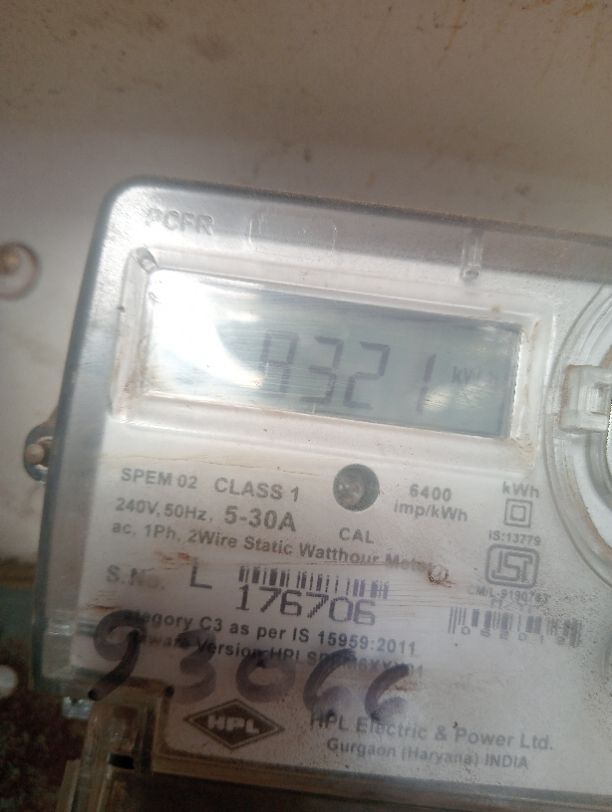 PCFR
8321 kWh
SPEM 02 CLASS 1
6400 imp/kWh
kWh
240V, 50Hz, 5-30A
CAL
IS:13779
ac, 1Ph, 2Wire Static Watthour Meter
S.No. L 176706
ISI
Category C3 as per IS 15959:2011
93066
HPL
HPL Electric & Power Ltd.
Gurgaon (Haryana) INDIA